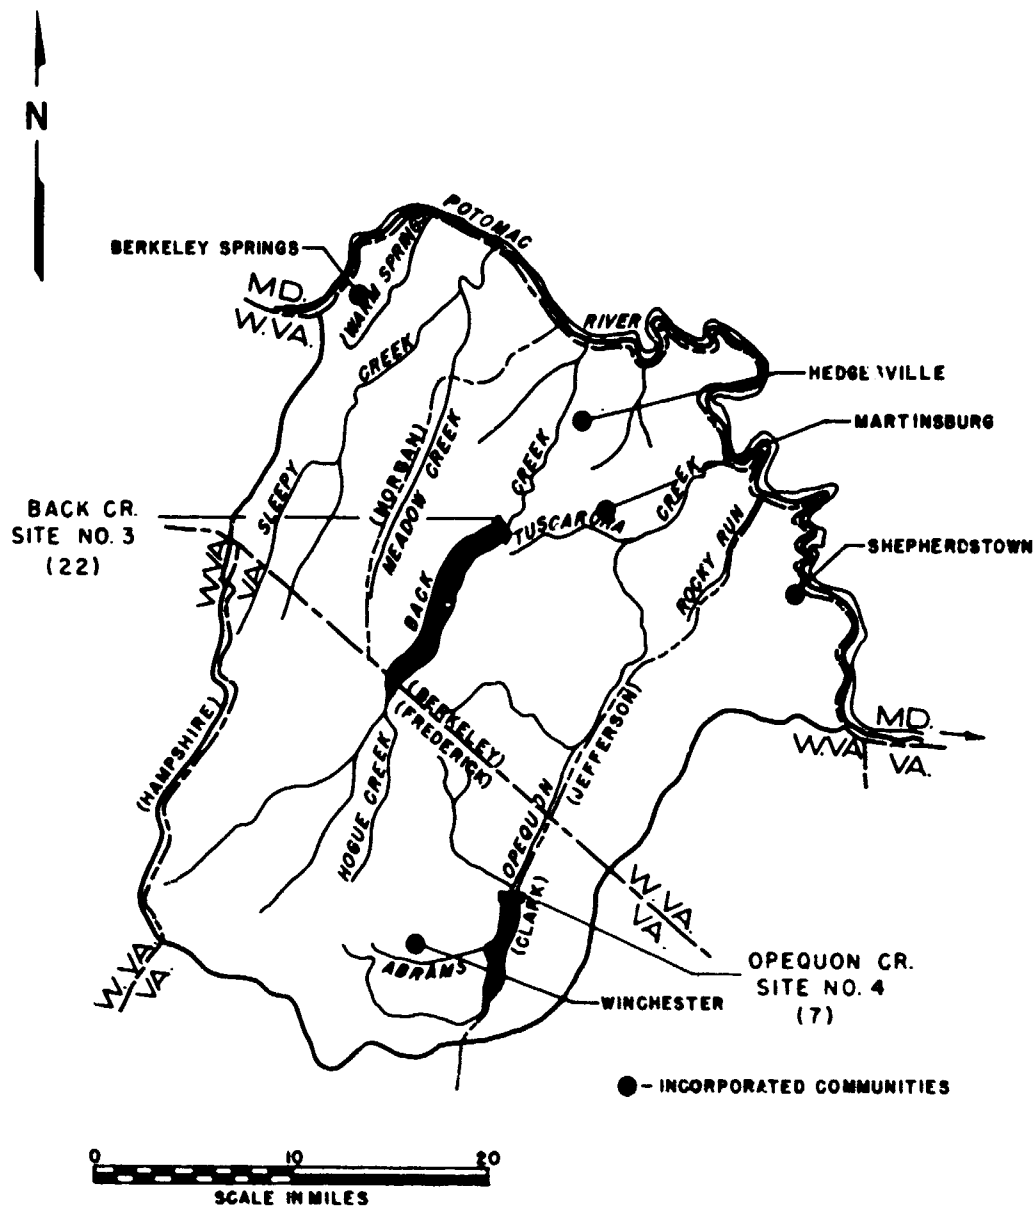 N
POTOMAC
BERKELEY SPRINGS
MD.
W.VA.
(WARM SPRINGS
RIVER
CREEK
HEDGE VILLE
MARTINSBURG
(MORGAN)
MEADOW CREEK
CREEK
CREEK
SLEEPY
BACK CR.
SITE NO. 3
(22)
TUSCARORA
ROCKY RUN
SHEPHERDSTOWN
W.VA.
VA.
BACK
(BERKELEY)
(FREDERICK)
(HAMPSHIRE)
(JEFFERSON)
MD.
W.VA.
VA.
HOGUE CREEK
OPEQUON
(CLARK)
W.VA.
VA.
ABRAMS
W.VA.
VA.
OPEQUON CR.
SITE NO. 4
(7)
WINCHESTER
- INCORPORATED COMMUNITIES
0 10 20
SCALE IN MILES